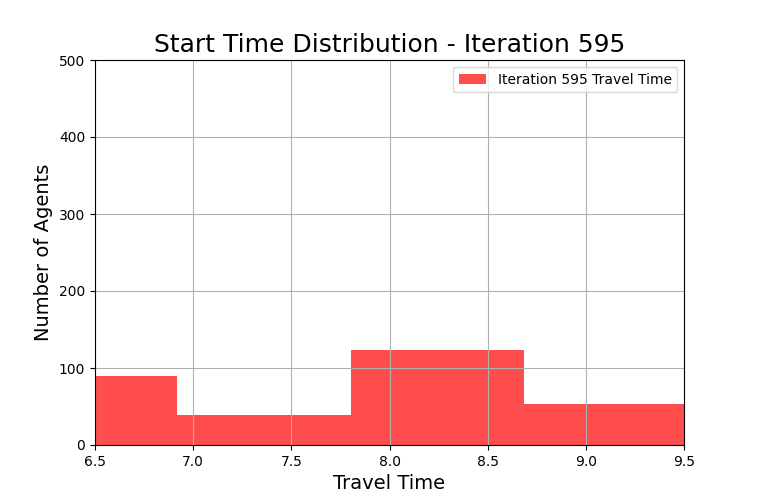 Start Time Distribution - Iteration 595
Iteration 595 Travel Time
Number of Agents
500
400
300
200
100
0
6.5 7.0 7.5 8.0 8.5 9.0 9.5
Travel Time